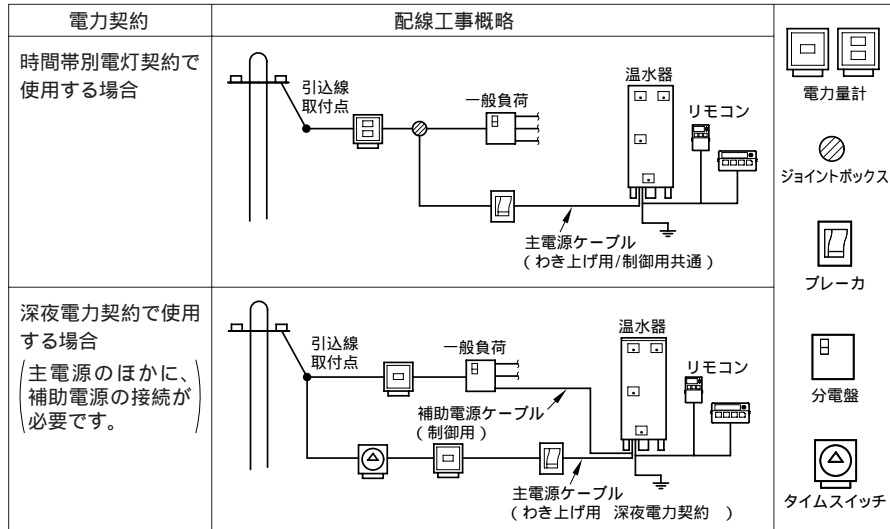 電力契約
配線工事概略
時間帯別電灯契約で
使用する場合
引込線
取付点
一般負荷
温水器
リモコン
主電源ケーブル
(わき上げ用/制御用共通)
深夜電力契約で使用
する場合
(主電源のほかに、
補助電源の接続が
必要です。)
引込線
取付点
一般負荷
温水器
リモコン
補助電源ケーブル
(制御用)
主電源ケーブル
(わき上げ用 深夜電力契約 )
電力量計
ジョイントボックス
ブレーカ
分電盤
タイムスイッチ